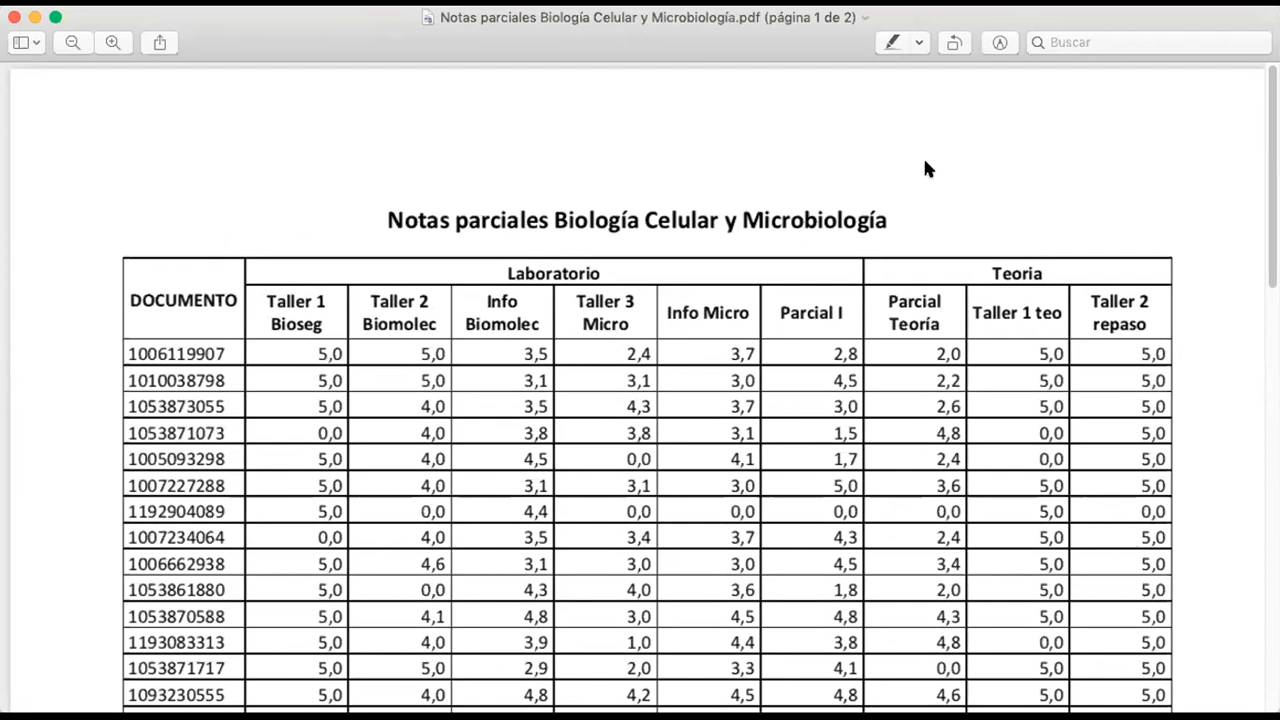 Notas parciales Biología Celular y Microbiología.pdf (página 1 de 2)
Buscar
Notas parciales Biología Celular y Microbiología
DOCUMENTO Laboratorio Teoria
Taller 1 Bioseg Taller 2 Biomolec Info Biomolec Taller 3 Micro Info Micro Parcial I Parcial Teoría Taller 1 teo Taller 2 repaso
1006119907 5,0 5,0 3,5 2,4 3,7 2,8 2,0 5,0 5,0
1010038798 5,0 5,0 3,1 3,1 3,0 4,5 2,2 5,0 5,0
1053873055 5,0 4,0 3,5 4,3 3,7 3,0 2,6 5,0 5,0
1053871073 0,0 4,0 3,8 3,8 3,1 1,5 4,8 0,0 5,0
1005093298 5,0 4,0 4,5 0,0 4,1 1,7 2,4 0,0 5,0
1007227288 5,0 4,0 3,1 3,1 3,0 5,0 3,6 5,0 5,0
1192904089 5,0 0,0 4,4 0,0 0,0 0,0 0,0 5,0 0,0
1007234064 0,0 4,0 3,5 3,4 3,7 4,3 2,4 5,0 5,0
1006662938 5,0 4,6 3,1 3,0 3,0 4,5 3,4 5,0 5,0
1053861880 5,0 0,0 4,3 4,0 3,6 1,8 2,0 5,0 5,0
1053870588 5,0 4,1 4,8 3,0 4,5 4,8 4,3 5,0 5,0
1193083313 5,0 4,0 3,9 1,0 4,4 3,8 4,8 0,0 5,0
1053871717 5,0 5,0 2,9 2,0 3,3 4,1 0,0 5,0 5,0
1093230555 5,0 4,0 4,8 4,2 4,5 4,8 4,6 5,0 5,0